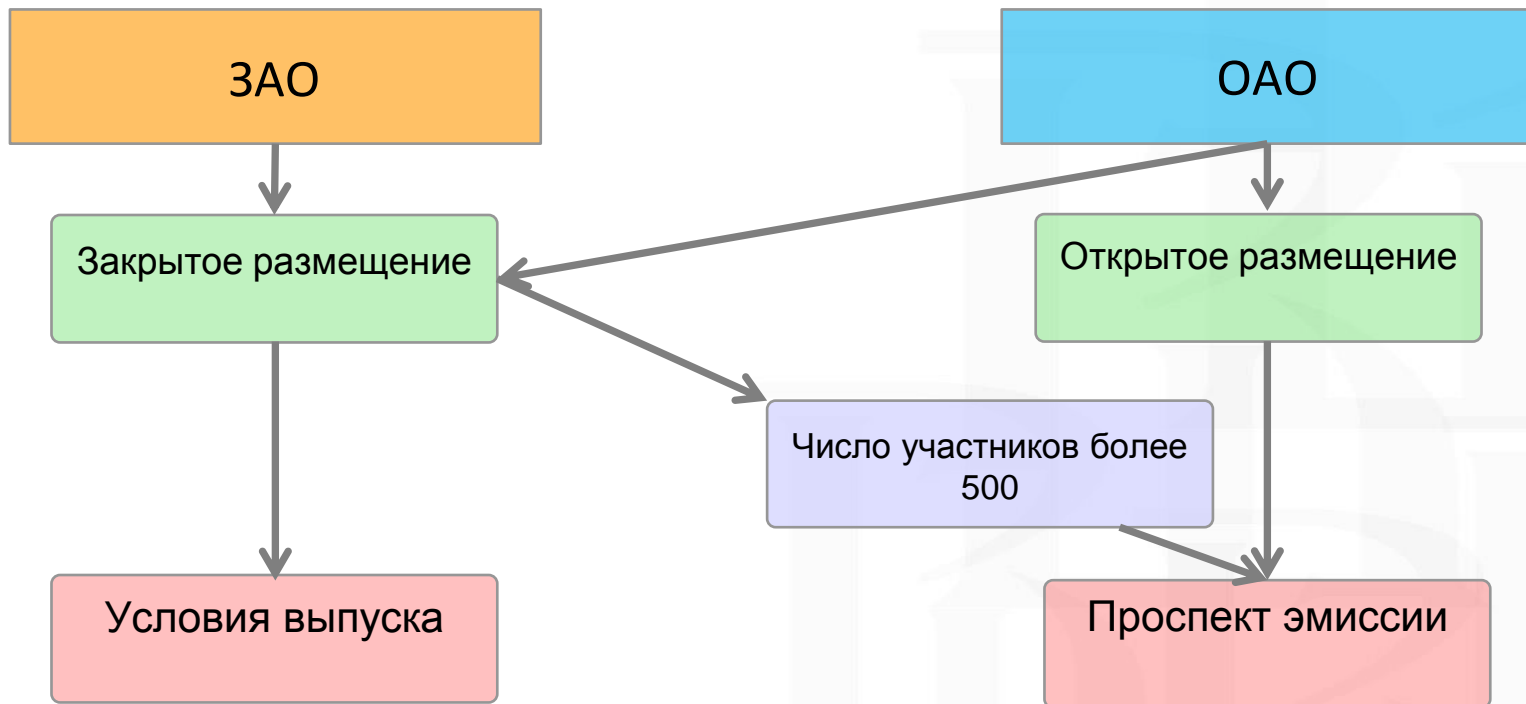 ЗАО
ОАО
Закрытое размещение
Открытое размещение
Число участников более
500
Условия выпуска
Проспект эмиссии